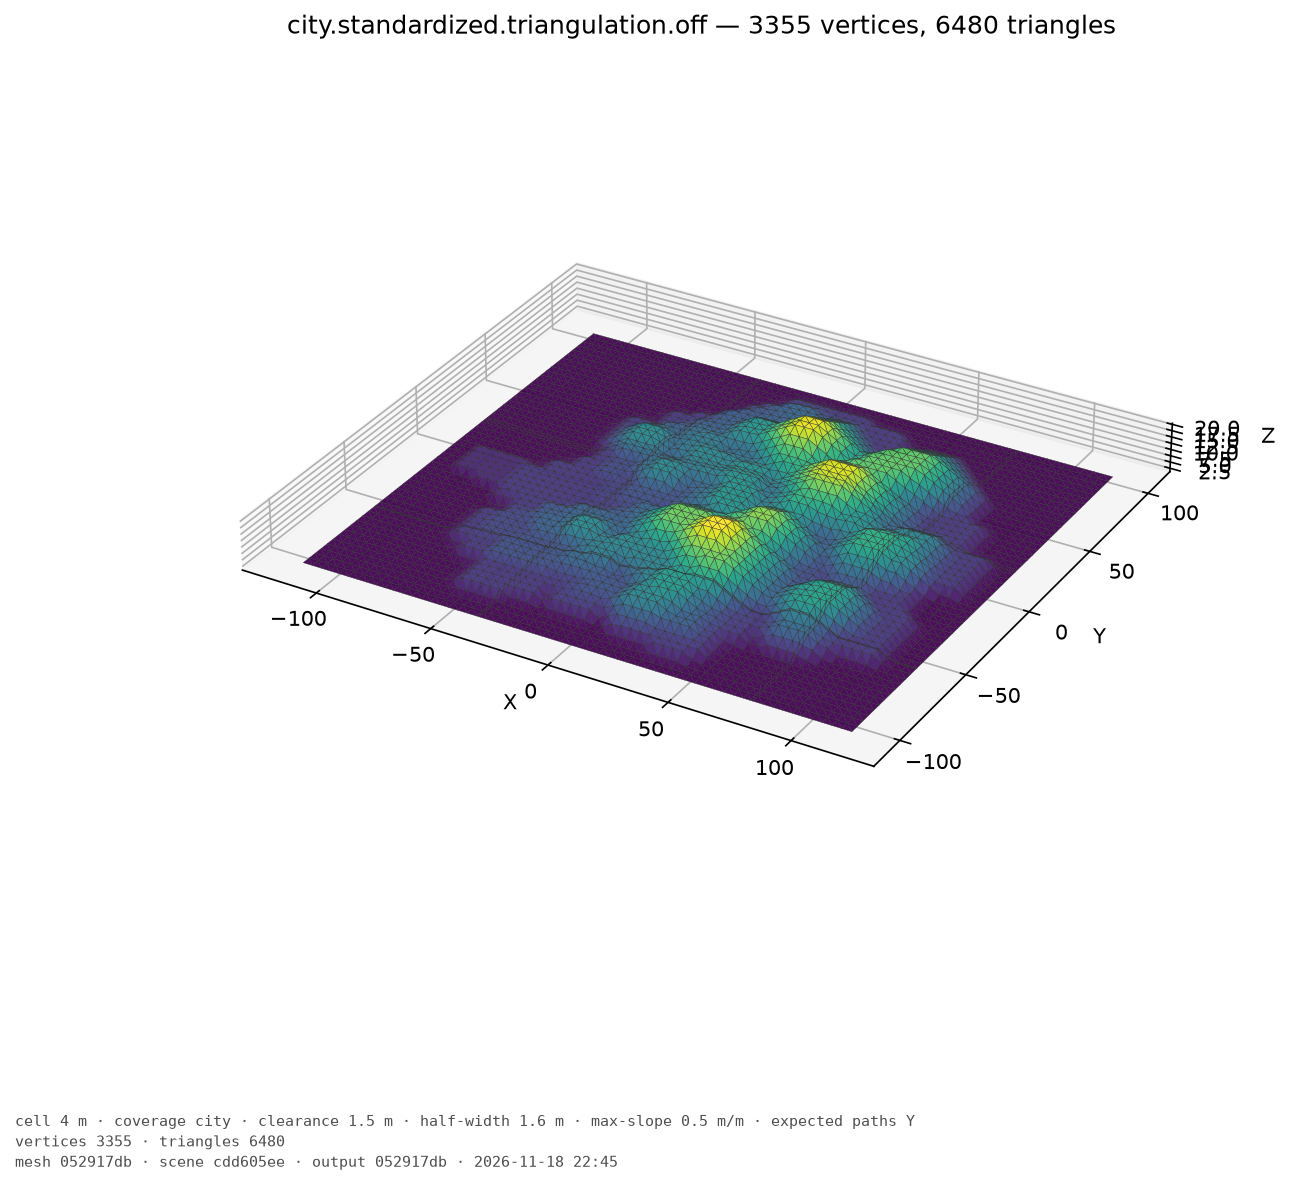 city.standardized.triangulation.off — 3355 vertices, 6480 triangles
20.0
Z
2.5
100
50
0
Y
−50
−100
−100
−50
X
0
50
100
cell 4 m · coverage city · clearance 1.5 m · half-width 1.6 m · max-slope 0.5 m/m · expected paths Y
vertices 3355 · triangles 6480
mesh 052917db · scene cdd605ee · output 052917db · 2026-11-18 22:45